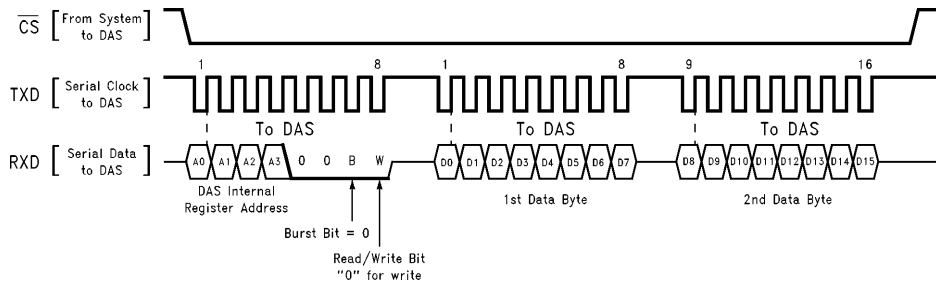 CS [ From System to DAS ]
1 8 1 8 9 16
TXD [ Serial Clock to DAS ]
To DAS To DAS To DAS
RXD [ Serial Data to DAS ]
A0 A1 A2 A3 0 0 B W D0 D1 D2 D3 D4 D5 D6 D7 D8 D9 D10 D11 D12 D13 D14 D15
DAS Internal
Register Address
1st Data Byte 2nd Data Byte
Burst Bit = 0
Read/Write Bit
"0" for write